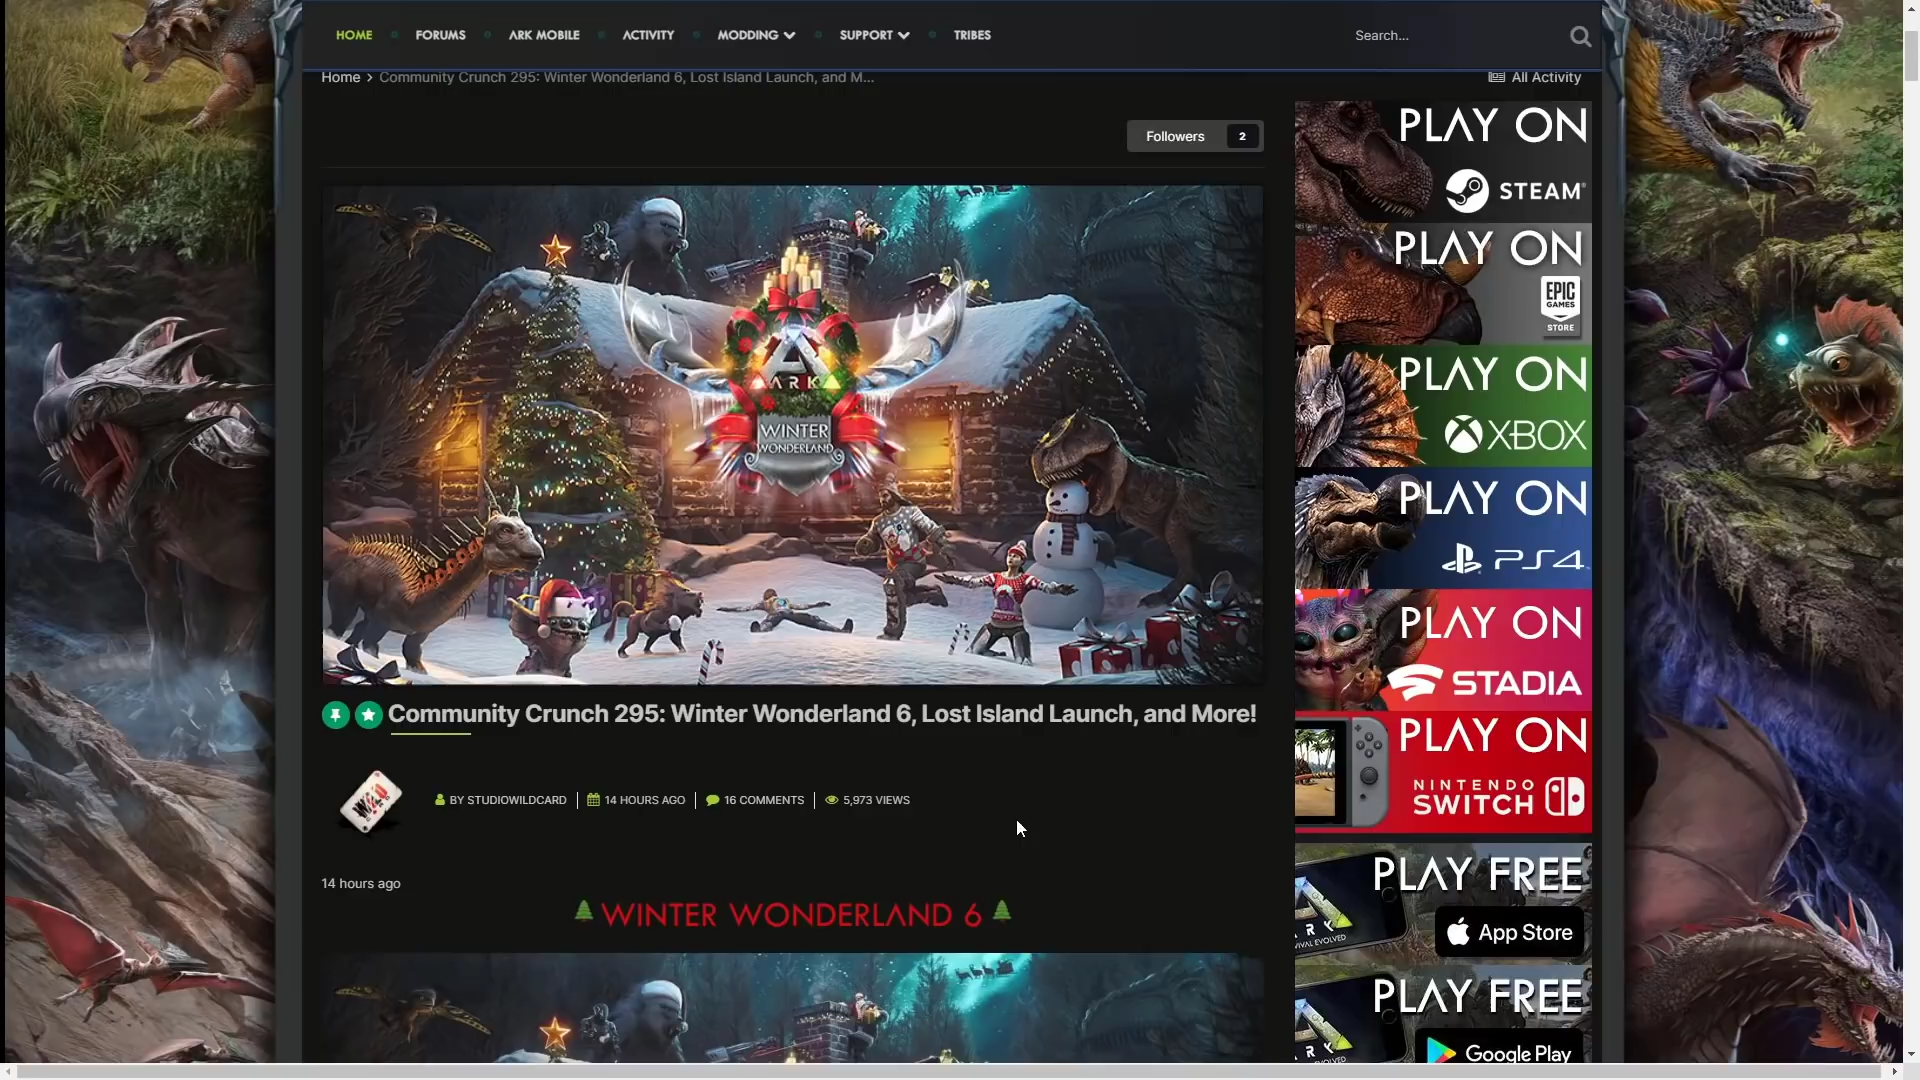 HOME
FORUMS
ARK MOBILE
ACTIVITY
MODDING
SUPPORT
TRIBES
Search...
Home > Community Crunch 295: Winter Wonderland 6, Lost Island Launch, and M...
All Activity
Followers 2
ARK
WINTER
WONDERLAND
Community Crunch 295: Winter Wonderland 6, Lost Island Launch, and More!
BY STUDIOWILDCARD
14 HOURS AGO
16 COMMENTS
5,973 VIEWS
14 hours ago
WINTER WONDERLAND 6
PLAY ON
STEAM
PLAY ON
EPIC
GAMES
STORE
PLAY ON
XBOX
PLAY ON
PS4
PLAY ON
STADIA
PLAY ON
NINTENDO
SWITCH
PLAY FREE
App Store
PLAY FREE
Google Play